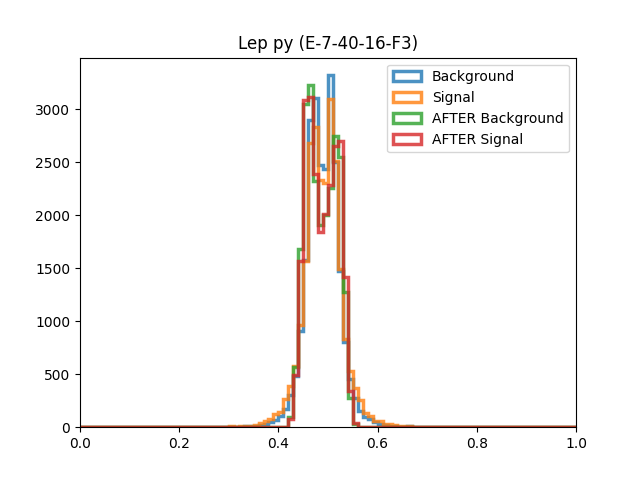 Lep py (E-7-40-16-F3)
Background
Signal
AFTER Background
AFTER Signal
3000
2500
2000
1500
1000
500
0
0.0 0.2 0.4 0.6 0.8 1.0